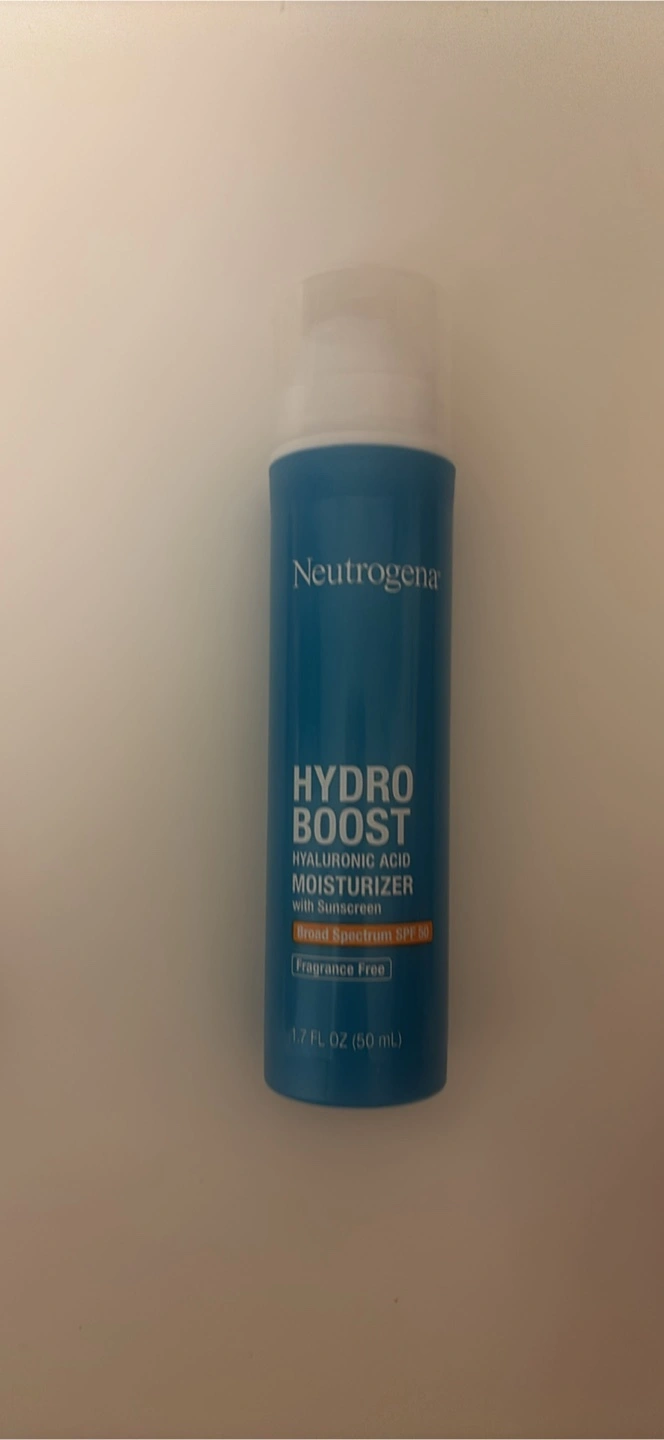 Neutrogena®
HYDRO
BOOST
HYALURONIC ACID
MOISTURIZER
with Sunscreen
Broad Spectrum SPF 50
Fragrance Free
1.7 FL OZ (50 mL)